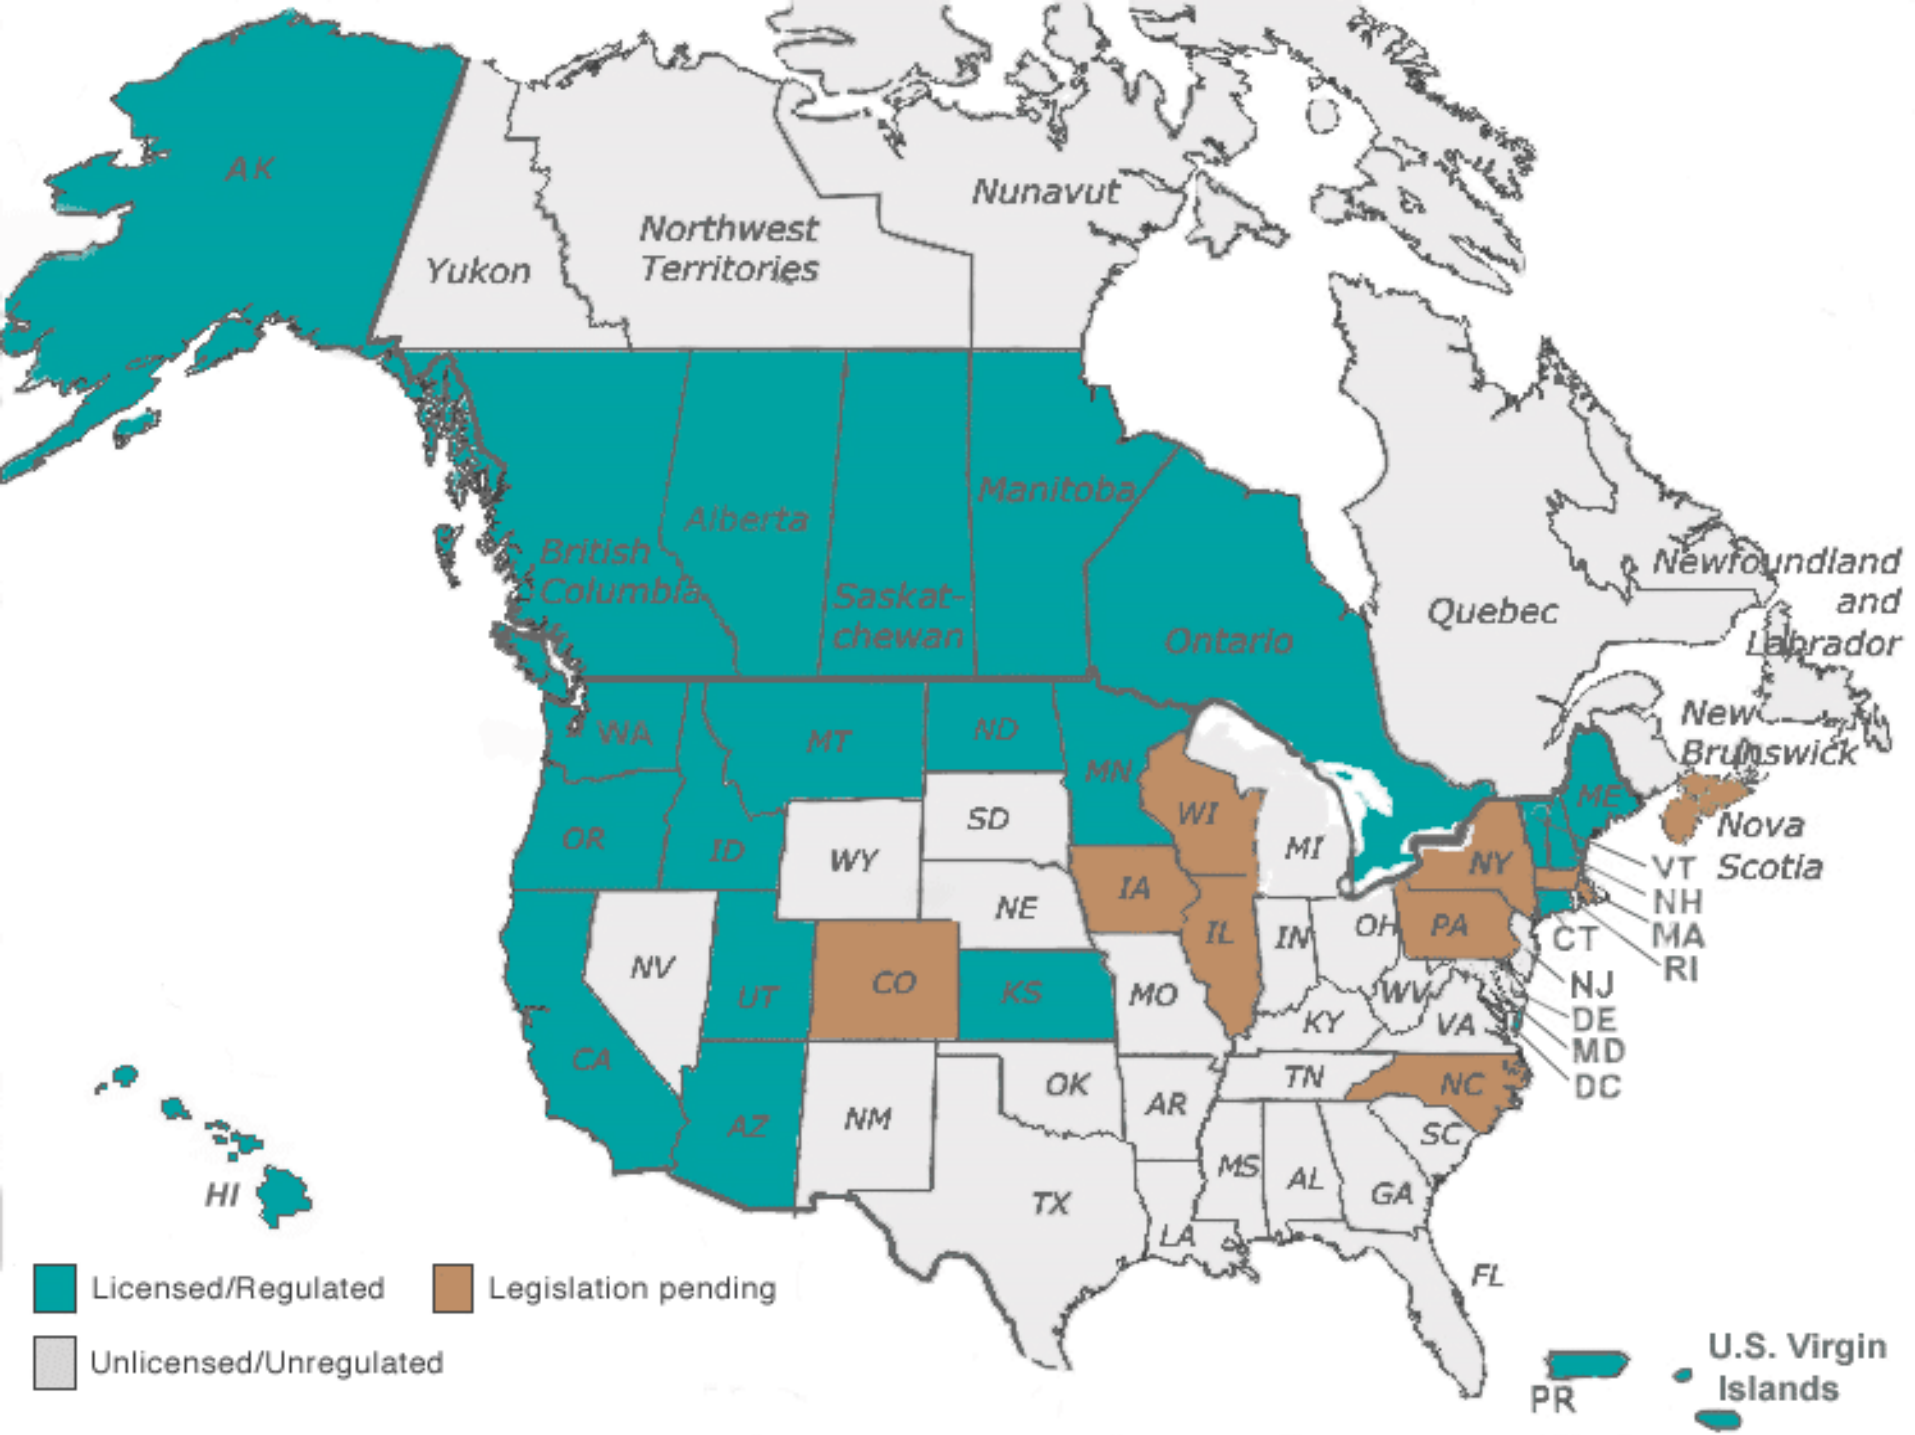 AK
Yukon
Northwest
Territories
Nunavut
British
Columbia
Alberta
Saskat-
chewan
Manitoba
Ontario
Quebec
Newfoundland
and
Labrador
New
Brunswick
Nova
Scotia
WA
MT
ND
MN
OR
ID
WY
SD
WI
MI
NY
ME
VT
NH
MA
RI
CT
NJ
DE
MD
DC
NV
UT
CO
NE
KS
IA
IL
IN
OH
PA
MO
KY
WV
VA
CA
AZ
NM
OK
AR
TN
NC
SC
TX
LA
MS
AL
GA
FL
HI
PR
U.S. Virgin
Islands
Licensed/Regulated
Legislation pending
Unlicensed/Unregulated